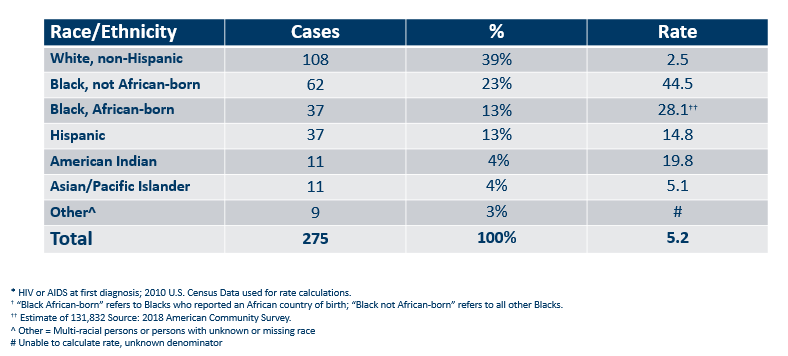 Race/Ethnicity Cases % Rate
White, non-Hispanic 108 39% 2.5
Black, not African-born 62 23% 44.5
Black, African-born 37 13% 28.1††
Hispanic 37 13% 14.8
American Indian 11 4% 19.8
Asian/Pacific Islander 11 4% 5.1
Other^ 9 3% #
Total 275 100% 5.2
* HIV or AIDS at first diagnosis; 2010 U.S. Census Data used for rate calculations.
† “Black African-born” refers to Blacks who reported an African country of birth; “Black not African-born” refers to all other Blacks.
†† Estimate of 131,832 Source: 2018 American Community Survey.
^ Other = Multi-racial persons or persons with unknown or missing race
# Unable to calculate rate, unknown denominator